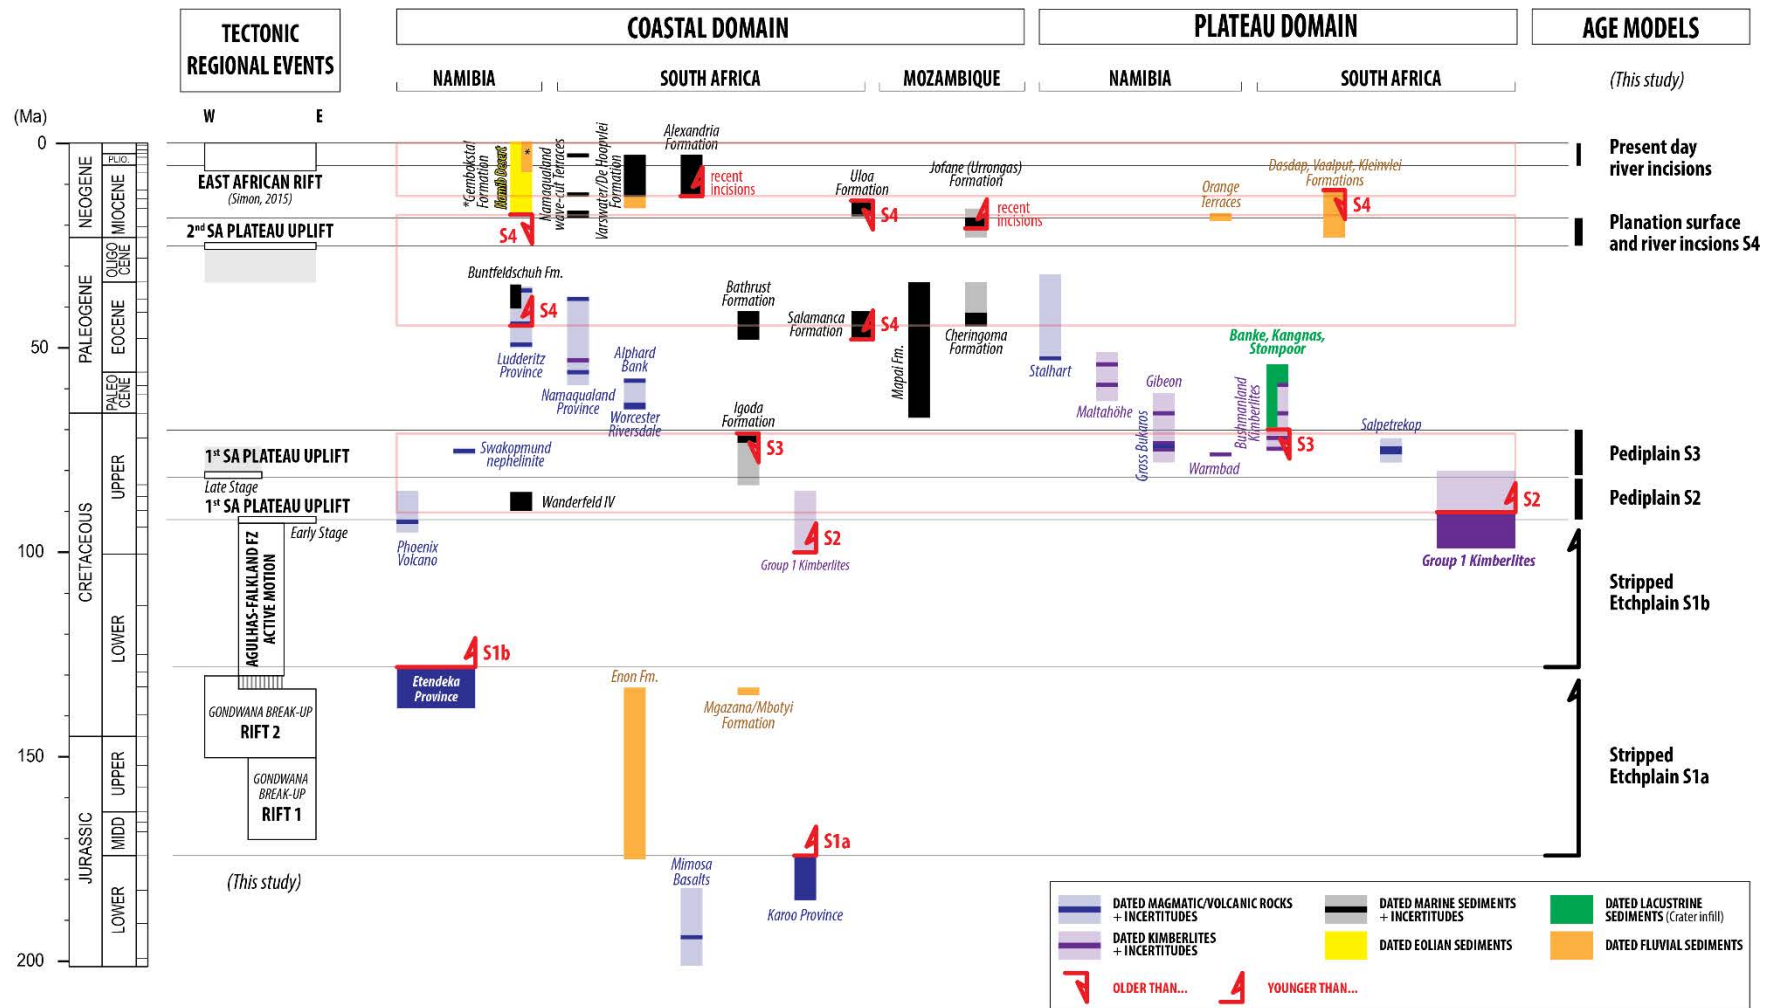 TECTONIC
REGIONAL EVENTS
COASTAL DOMAIN
PLATEAU DOMAIN
AGE MODELS
NAMIBIA
SOUTH AFRICA
MOZAMBIQUE
NAMIBIA
SOUTH AFRICA
(This study)
(Ma)
W
E
0
50
100
150
200
NEOGENE
PALEOGENE
CRETACEOUS
JURASSIC
PLIO.
MIOCENE
OLIGO
CENE
EOCENE
PALEO
CENE
UPPER
LOWER
UPPER
MIDD
LOWER
EAST AFRICAN RIFT
(Simon, 2015)
2nd SA PLATEAU UPLIFT
1st SA PLATEAU UPLIFT
Late Stage
1st SA PLATEAU UPLIFT
Early Stage
AGULHAS-FALKLAND FZ
ACTIVE MOTION
GONDWANA BREAK-UP
RIFT 2
GONDWANA
BREAK-UP
RIFT 1
(This study)
*Gembokstal
Formation
Namib Desert
*
S4
Namaqualand
wave-cut Terraces
Varswater/De Hoopvlei
Formation
Alexandria
Formation
recent
incisions
Uloa
Formation
S4
Jofane (Urrongas)
Formation
recent
incisions
Orange
Terraces
Dasdap, Vaalput, Kleinvlei
Formations
S4
Buntfeldschuh Fm.
S4
Ludderitz
Province
Namaqualand
Province
Alphard
Bank
Worcester
Riversdale
Bathrust
Formation
Salamanca
Formation
S4
Mapai Fm.
Cheringoma
Formation
Stalhart
Maltahöhe
Gibeon
Gross Bukaros
Warmbad
Banke, Kangnas,
Stompoor
Bushmanland
Kimberlites
S3
Salpetrekop
Igoda
Formation
S3
Swakopmund
nephelinite
Wanderfeld IV
Phoenix
Volcano
S2
Group 1 Kimberlites
S2
Group 1 Kimberlites
S1b
Etendeka
Province
Enon Fm.
Mgazana/Mbotyi
Formation
S1a
Mimosa
Basalts
Karoo Province
Present day
river incisions
Planation surface
and river incsions S4
Pediplain S3
Pediplain S2
Stripped
Etchplain S1b
Stripped
Etchplain S1a
DATED MAGMATIC/VOLCANIC ROCKS
+ INCERTITUDES
DATED KIMBERLITES
+ INCERTITUDES
DATED MARINE SEDIMENTS
+ INCERTITUDES
DATED EOLIAN SEDIMENTS
DATED LACUSTRINE
SEDIMENTS (Crater infill)
DATED FLUVIAL SEDIMENTS
OLDER THAN...
YOUNGER THAN...